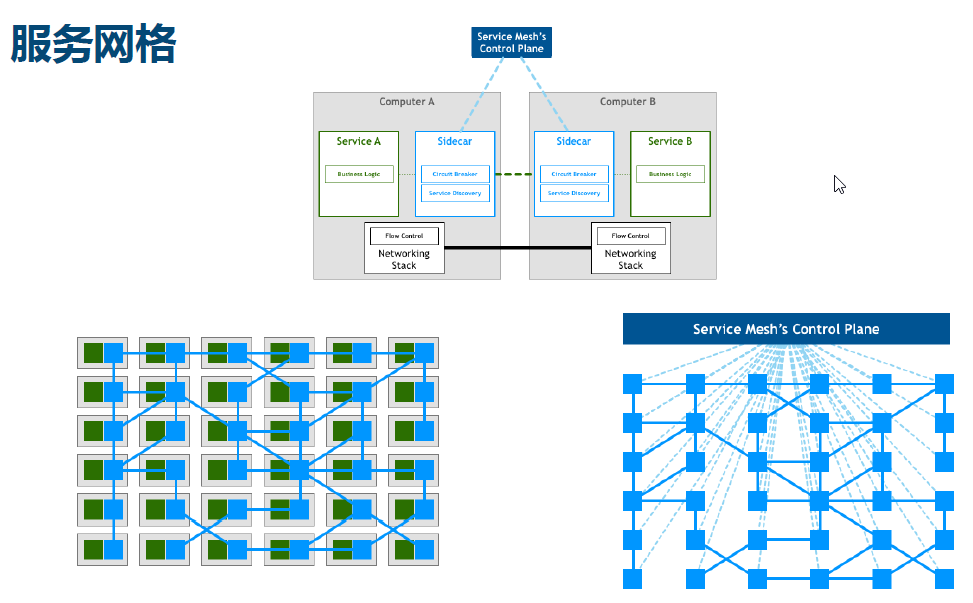 服务网格
Service Mesh's
Control Plane
Computer A
Computer B
Service A
Sidecar
Sidecar
Service B
Business Logic
Circuit Breaker
Circuit Breaker
Business Logic
Service Discovery
Service Discovery
Flow Control
Flow Control
Networking
Stack
Networking
Stack
Service Mesh's Control Plane